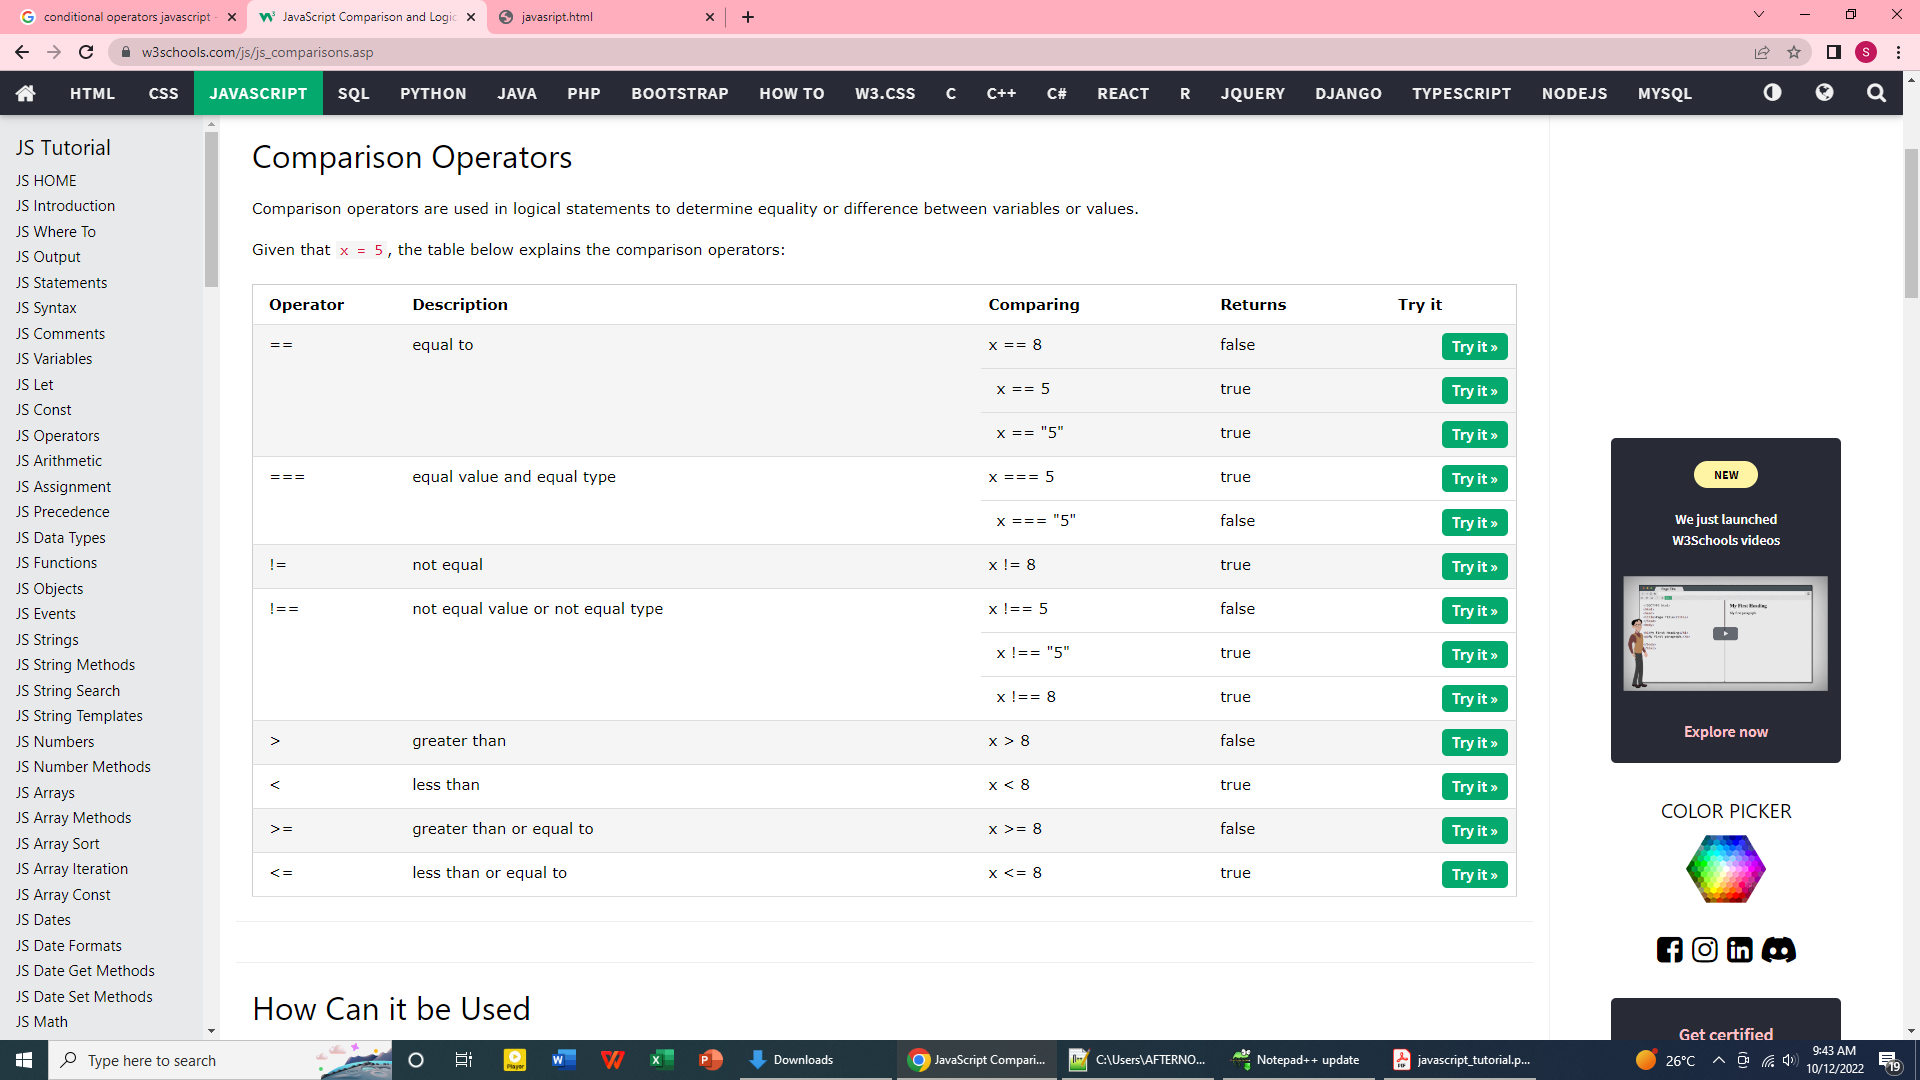 conditional operators javascript -
JavaScript Comparison and Logic
javasript.html
w3schools.com/js/js_comparisons.asp
S
HTML CSS JAVASCRIPT SQL PYTHON JAVA PHP BOOTSTRAP HOW TO W3.CSS C C++ C# REACT R JQUERY DJANGO TYPESCRIPT NODEJS MYSQL
JS Tutorial
JS HOME
JS Introduction
JS Where To
JS Output
JS Statements
JS Syntax
JS Comments
JS Variables
JS Let
JS Const
JS Operators
JS Arithmetic
JS Assignment
JS Precedence
JS Data Types
JS Functions
JS Objects
JS Events
JS Strings
JS String Methods
JS String Search
JS String Templates
JS Numbers
JS Number Methods
JS Arrays
JS Array Methods
JS Array Sort
JS Array Iteration
JS Array Const
JS Dates
JS Date Formats
JS Date Get Methods
JS Date Set Methods
JS Math
Comparison Operators
Comparison operators are used in logical statements to determine equality or difference between variables or values.
Given that x = 5, the table below explains the comparison operators:
Operator Description Comparing Returns Try it
== equal to x == 8 false Try it »
x == 5 true Try it »
x == "5" true Try it »
=== equal value and equal type x === 5 true Try it »
x === "5" false Try it »
!= not equal x != 8 true Try it »
!== not equal value or not equal type x !== 5 false Try it »
x !== "5" true Try it »
x !== 8 true Try it »
> greater than x > 8 false Try it »
< less than x < 8 true Try it »
>= greater than or equal to x >= 8 false Try it »
<= less than or equal to x <= 8 true Try it »
How Can it be Used
NEW
We just launched
W3Schools videos
My First Heading
Explore now
COLOR PICKER
Get certified
Type here to search
Player
Downloads
JavaScript Compari...
C:\Users\AFTERNO...
Notepad++ update
javascript_tutorial.p...
26°C
9:43 AM
10/12/2022
19